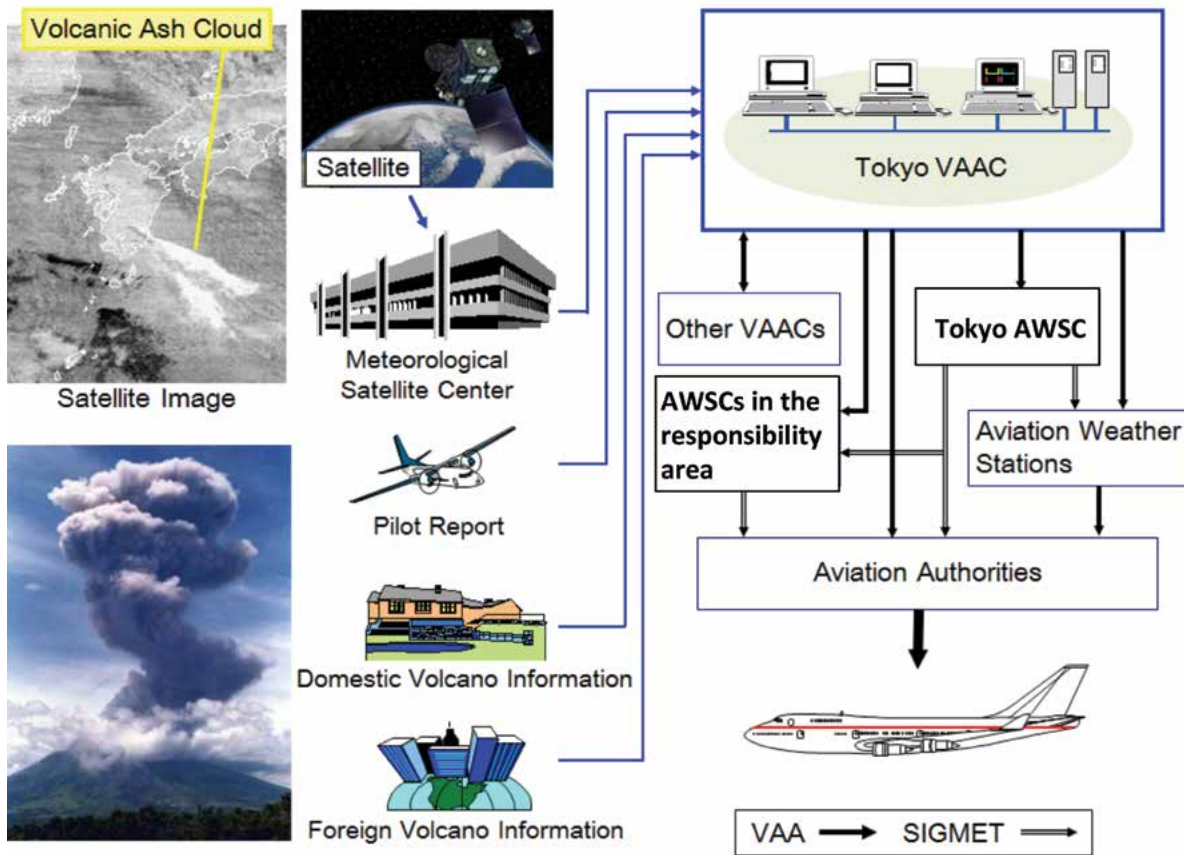 Volcanic Ash Cloud
Satellite Image
Satellite
Meteorological
Satellite Center
Pilot Report
Domestic Volcano Information
Foreign Volcano Information
Tokyo VAAC
Other VAACs
Tokyo AWSC
AWSCs in the
responsibility
area
Aviation Weather
Stations
Aviation Authorities
VAA
SIGMET